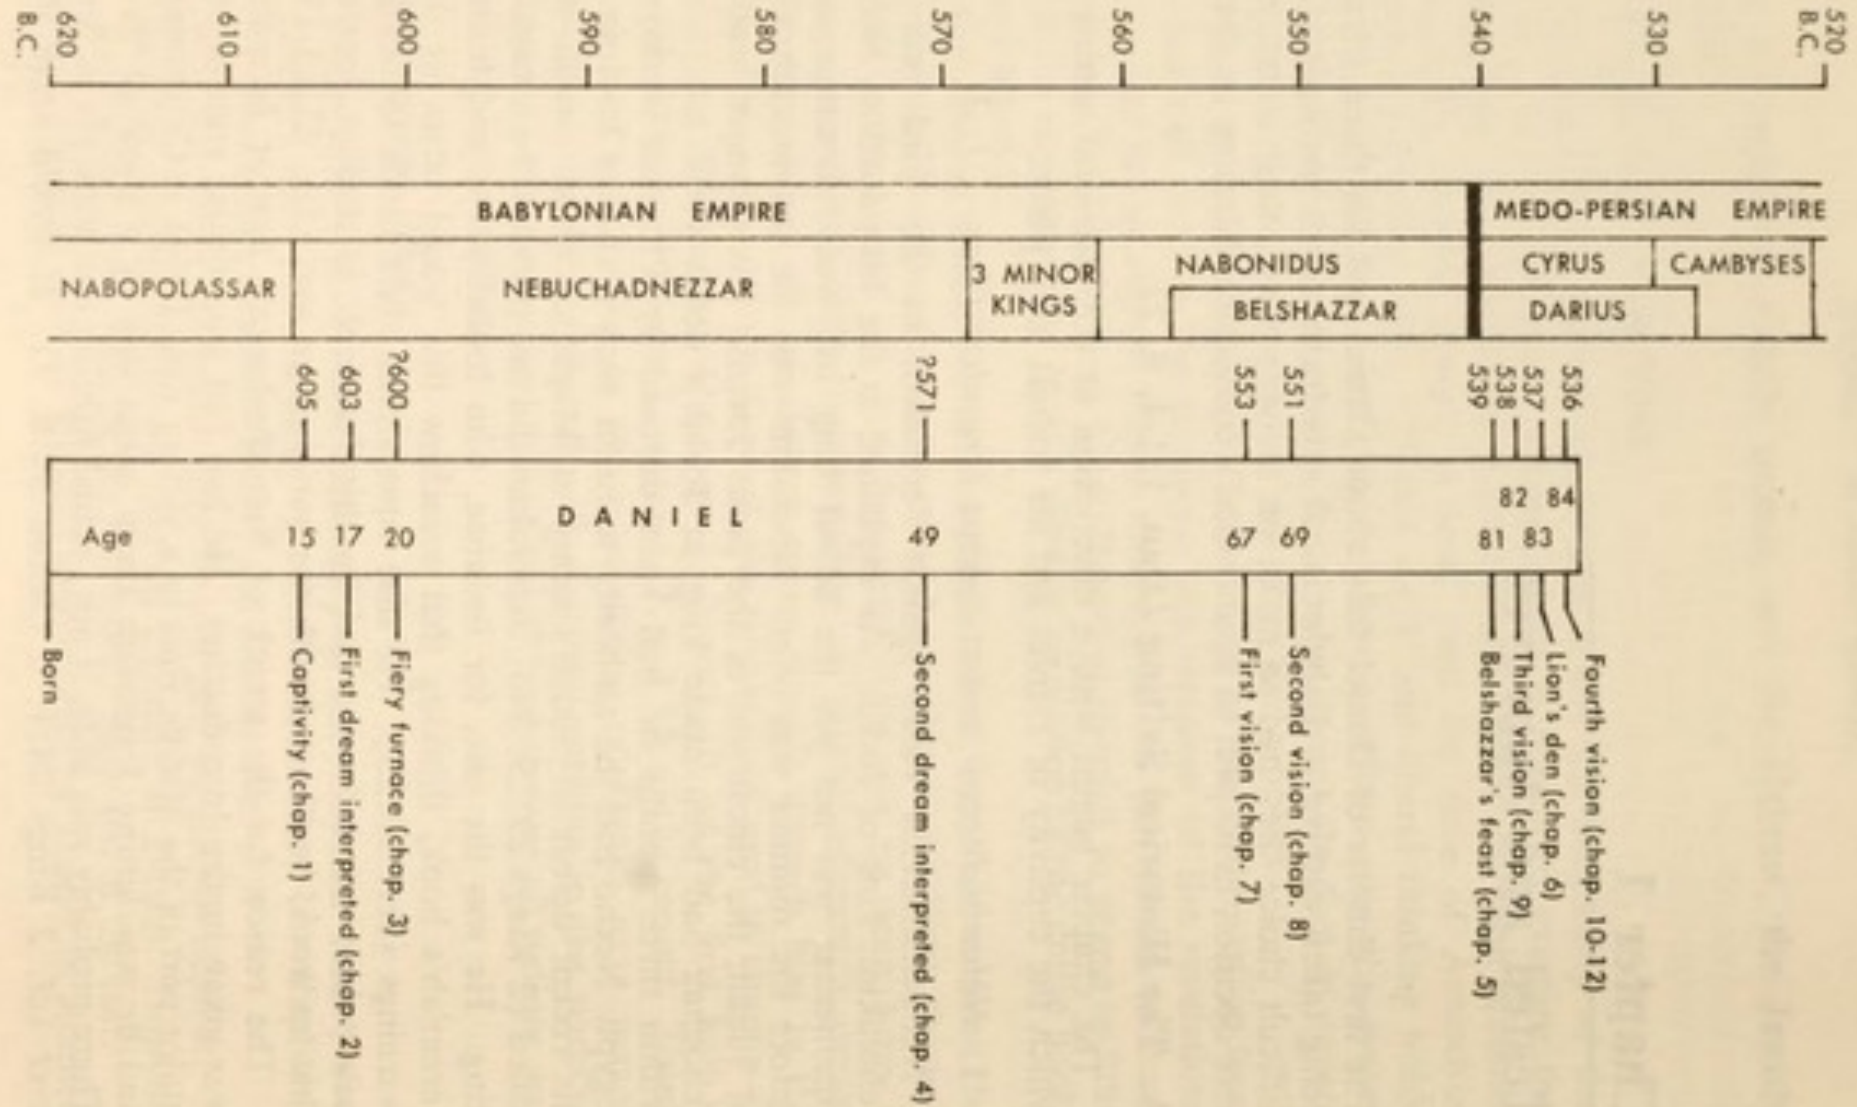 620
B.C.
610
600
590
580
570
560
550
540
530
520
B.C.
BABYLONIAN EMPIRE
MEDO-PERSIAN EMPIRE
NABOPOLASSAR
NEBUCHADNEZZAR
3 MINOR
KINGS
NABONIDUS
BELSHAZZAR
CYRUS
CAMBYSES
DARIUS
605
603
?600
?571
553
551
539
538
537
536
DANIEL
Age
15
17
20
49
67
69
81
82
83
84
Born
Captivity (chap. 1)
First dream interpreted (chap. 2)
Fiery furnace (chap. 3)
Second dream interpreted (chap. 4)
First vision (chap. 7)
Second vision (chap. 8)
Belshazzar's feast (chap. 5)
Third vision (chap. 9)
Lion's den (chap. 6)
Fourth vision (chap. 10-12)